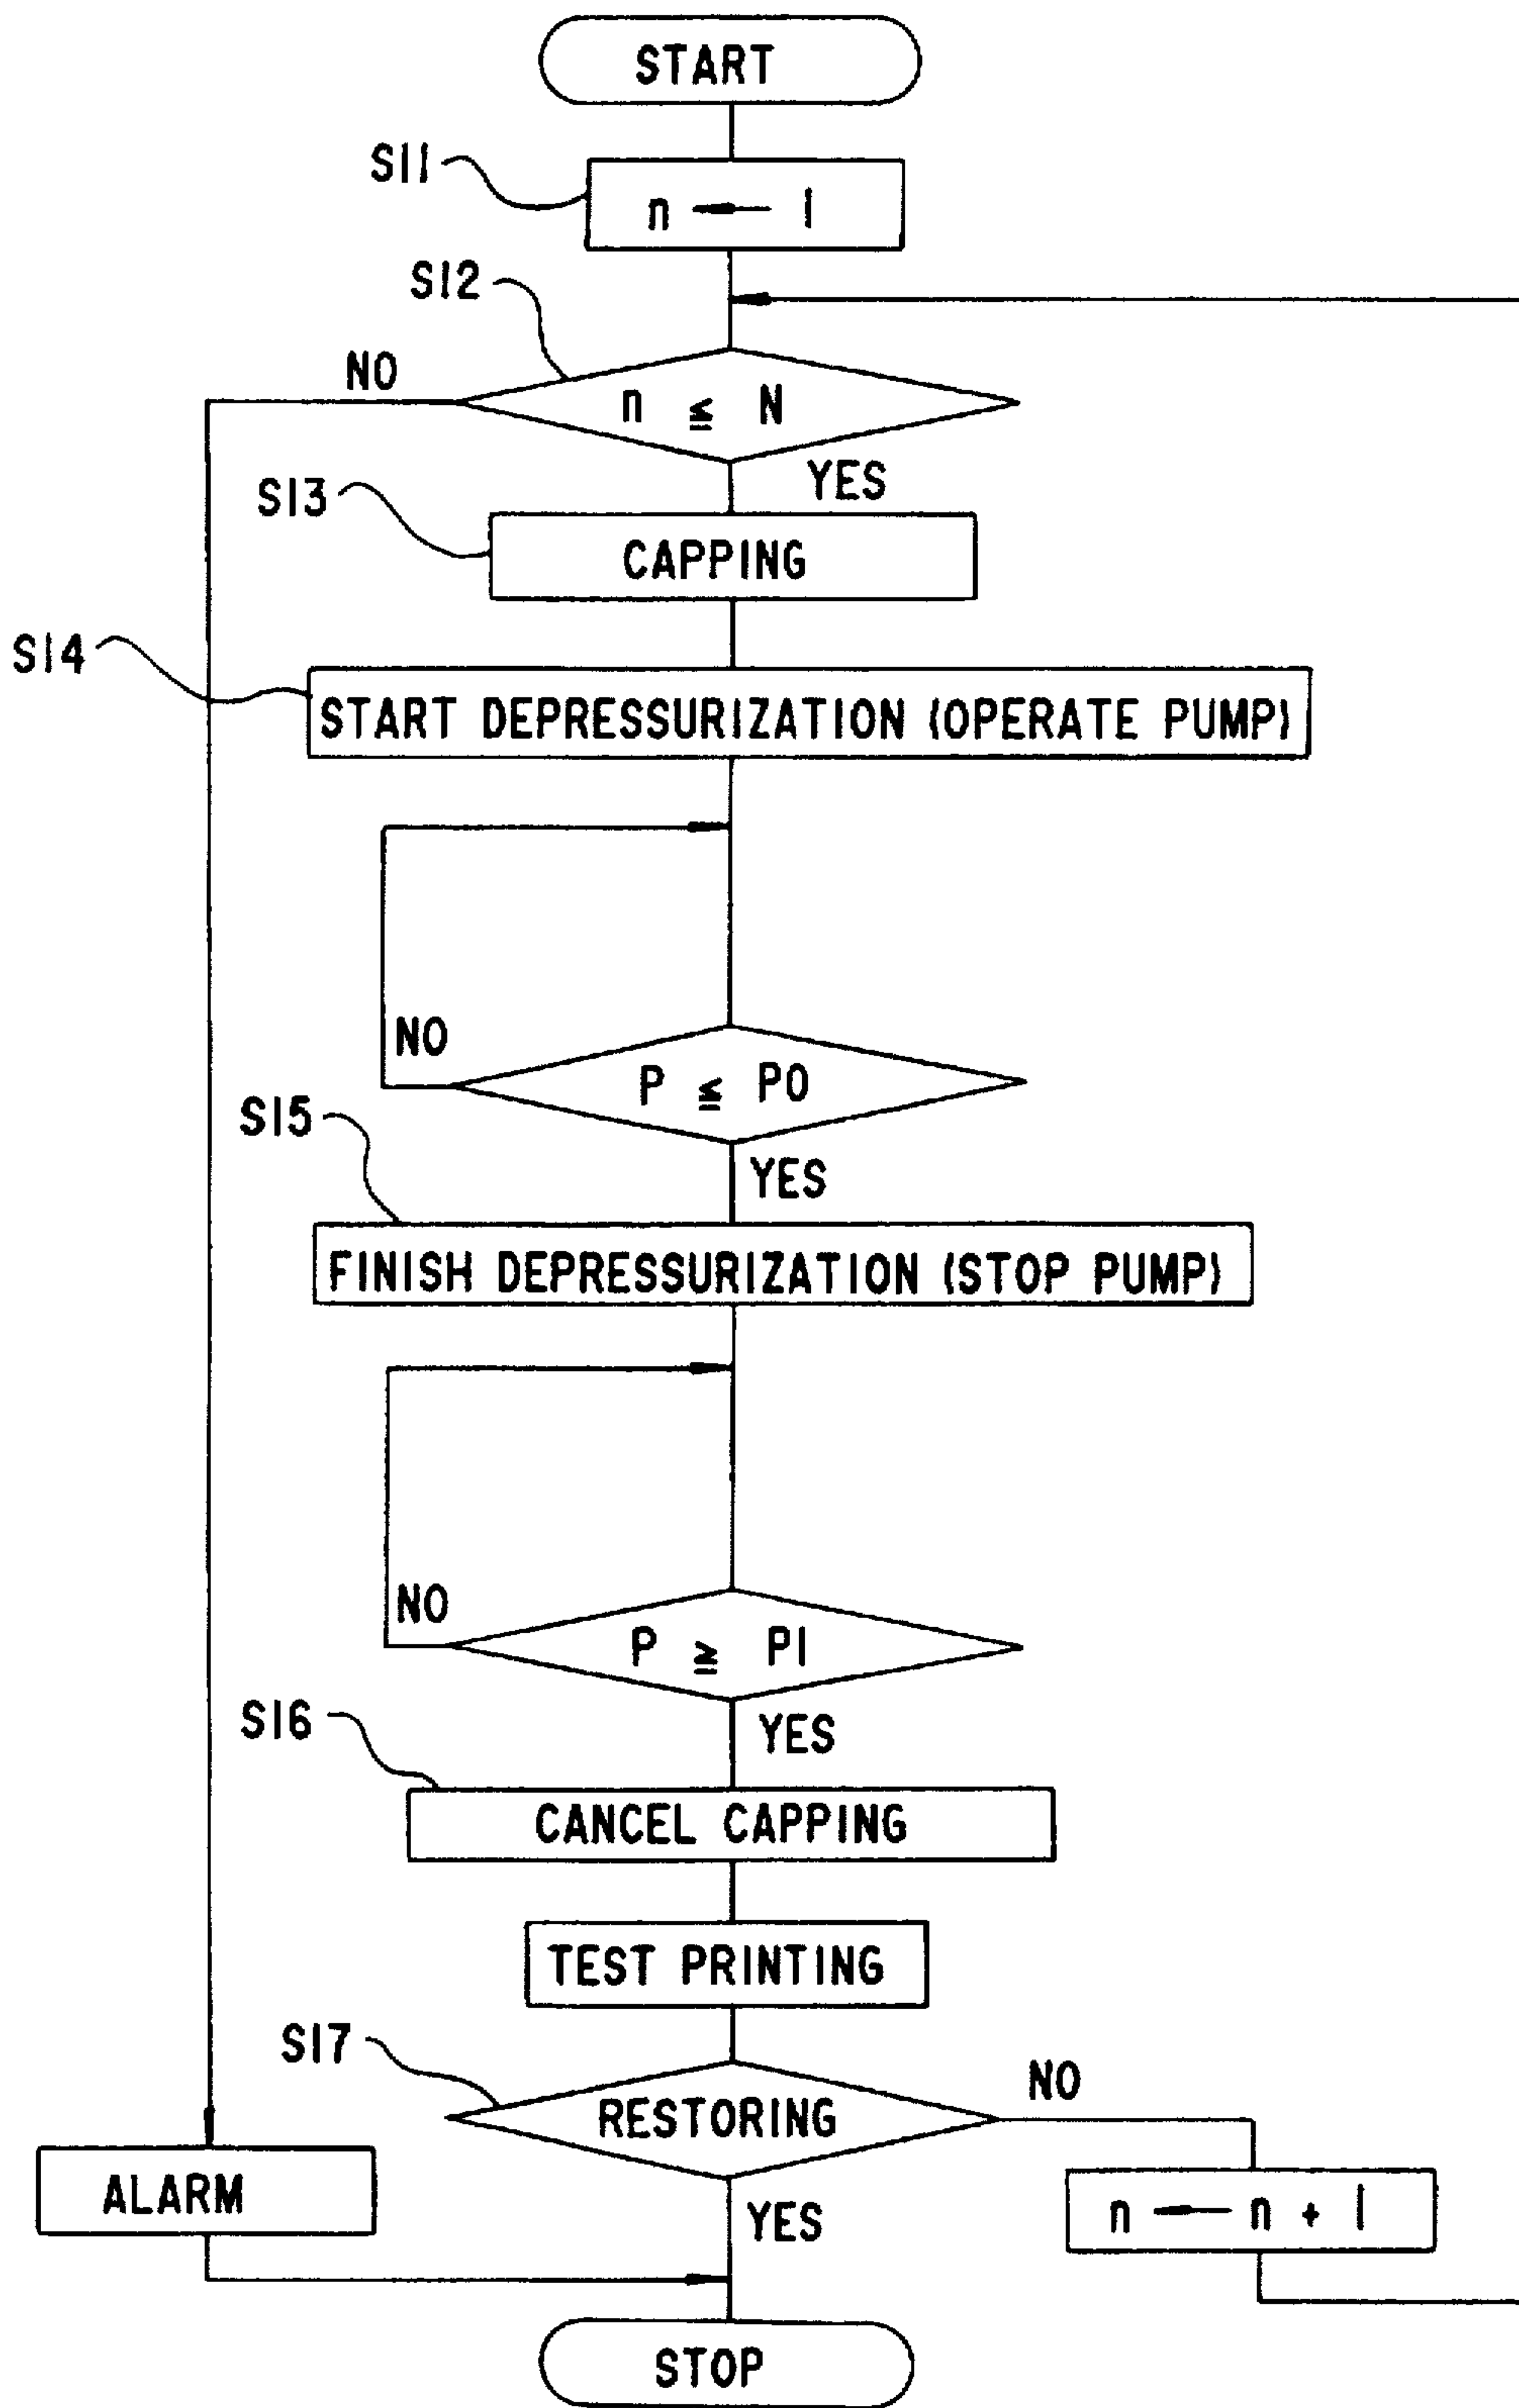 START
S11
n ← 1
S12
NO
n ≦ N
YES
S13
CAPPING
S14
START DEPRESSURIZATION (OPERATE PUMP)
NO
P ≦ P0
S15
YES
FINISH DEPRESSURIZATION (STOP PUMP)
NO
P ≧ P1
S16
YES
CANCEL CAPPING
TEST PRINTING
S17
RESTORING
NO
ALARM
YES
n ← n + 1
STOP